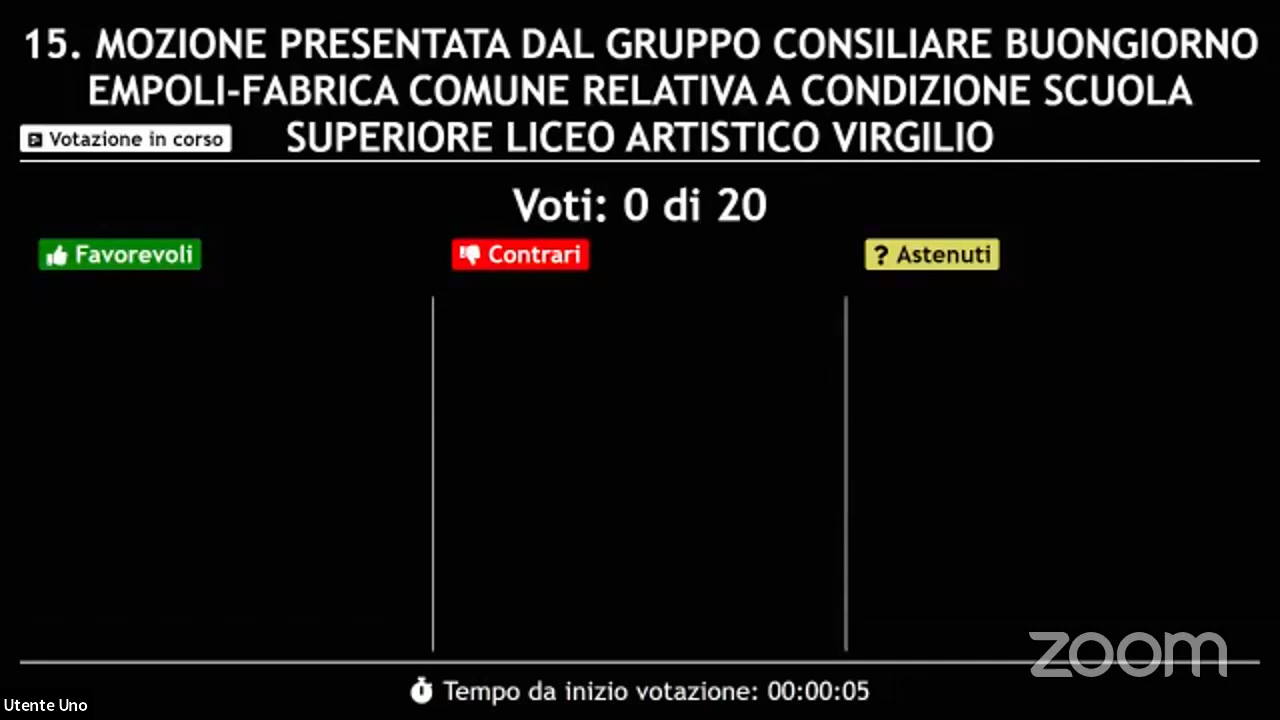 15. MOZIONE PRESENTATA DAL GRUPPO CONSILIARE BUONGIORNO
EMPOLI-FABRICA COMUNE RELATIVA A CONDIZIONE SCUOLA
SUPERIORE LICEO ARTISTICO VIRGILIO
Votazione in corso
Voti: 0 di 20
Favorevoli
Contrari
? Astenuti
zoom
Tempo da inizio votazione: 00:00:05
Utente Uno